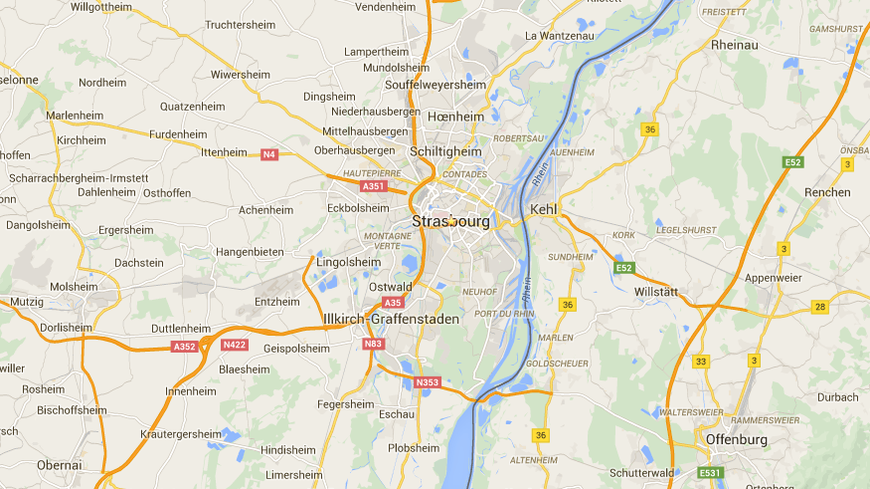 Willgottheim
Vendenheim
Kilstett
FREISTETT
Truchtersheim
La Wantzenau
GAMSHURST
Lampertheim
Rheinau
Mundolsheim
Wiwersheim
selonne
Nordheim
Souffelweyersheim
Dingsheim
Quatzenheim
Niederhausbergen
Marlenheim
Hœnheim
36
Furdenheim
Mittelhausbergen
Kirchheim
ROBERTSAU
Oberhausbergen
Schiltigheim
AUENHEIM
ONSBA
Ittenheim
N4
E52
3
hoffen
HAUTEPIERRE
CONTADES
Rhein
Scharrachbergheim-Irmstett
A351
Dahlenheim
Osthoffen
Renchen
Achenheim
Eckbolsheim
Kehl
Dangolsheim
Strasbourg
Ergersheim
MONTAGNE
VERTE
KORK
LEGELSHURST
Hangenbieten
3
Dachstein
Lingolsheim
SUNDHEIM
E52
Molsheim
Ostwald
NEUHOF
Rhein
Willstätt
Appenweier
Mutzig
Entzheim
A35
36
28
Dorlisheim
Duttlenheim
Illkirch-Graffenstaden
PORT DU RHIN
A352
N422
Geispolsheim
N83
MARLEN
willer
Blaesheim
GOLDSCHEUER
33
3
Rosheim
Innenheim
N353
Durbach
Bischoffsheim
Fegersheim
Eschau
WALTERSWEIER
RAMMERSWEIER
Krautergersheim
36
Offenburg
Hindisheim
Plobsheim
Obernai
ALTENHEIM
Limersheim
Schutterwald
E531
Ortenberg